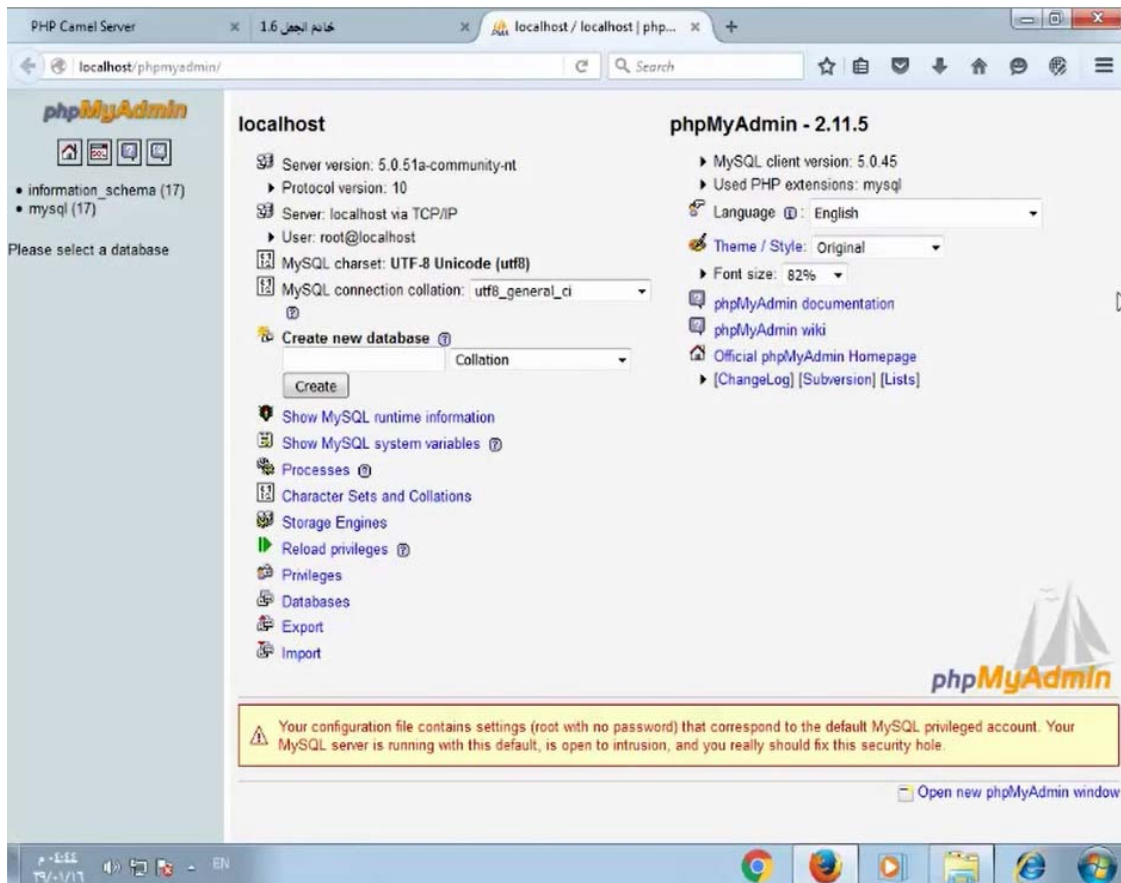 PHP Camel Server
خادم الجمل 1.6
localhost / localhost | php...
localhost/phpmyadmin/
Search
phpMyAdmin
SQL
information_schema (17)
mysql (17)
Please select a database
localhost
Server version: 5.0.51a-community-nt
Protocol version: 10
Server: localhost via TCP/IP
User: root@localhost
MySQL charset: UTF-8 Unicode (utf8)
MySQL connection collation: utf8_general_ci
Create new database
Collation
Create
Show MySQL runtime information
Show MySQL system variables
Processes
Character Sets and Collations
Storage Engines
Reload privileges
Privileges
Databases
Export
Import
phpMyAdmin - 2.11.5
MySQL client version: 5.0.45
Used PHP extensions: mysql
Language : English
Theme / Style: Original
Font size: 82%
phpMyAdmin documentation
phpMyAdmin wiki
Official phpMyAdmin Homepage
[ChangeLog] [Subversion] [Lists]
phpMyAdmin
Your configuration file contains settings (root with no password) that correspond to the default MySQL privileged account. Your
MySQL server is running with this default, is open to intrusion, and you really should fix this security hole.
Open new phpMyAdmin window
EN